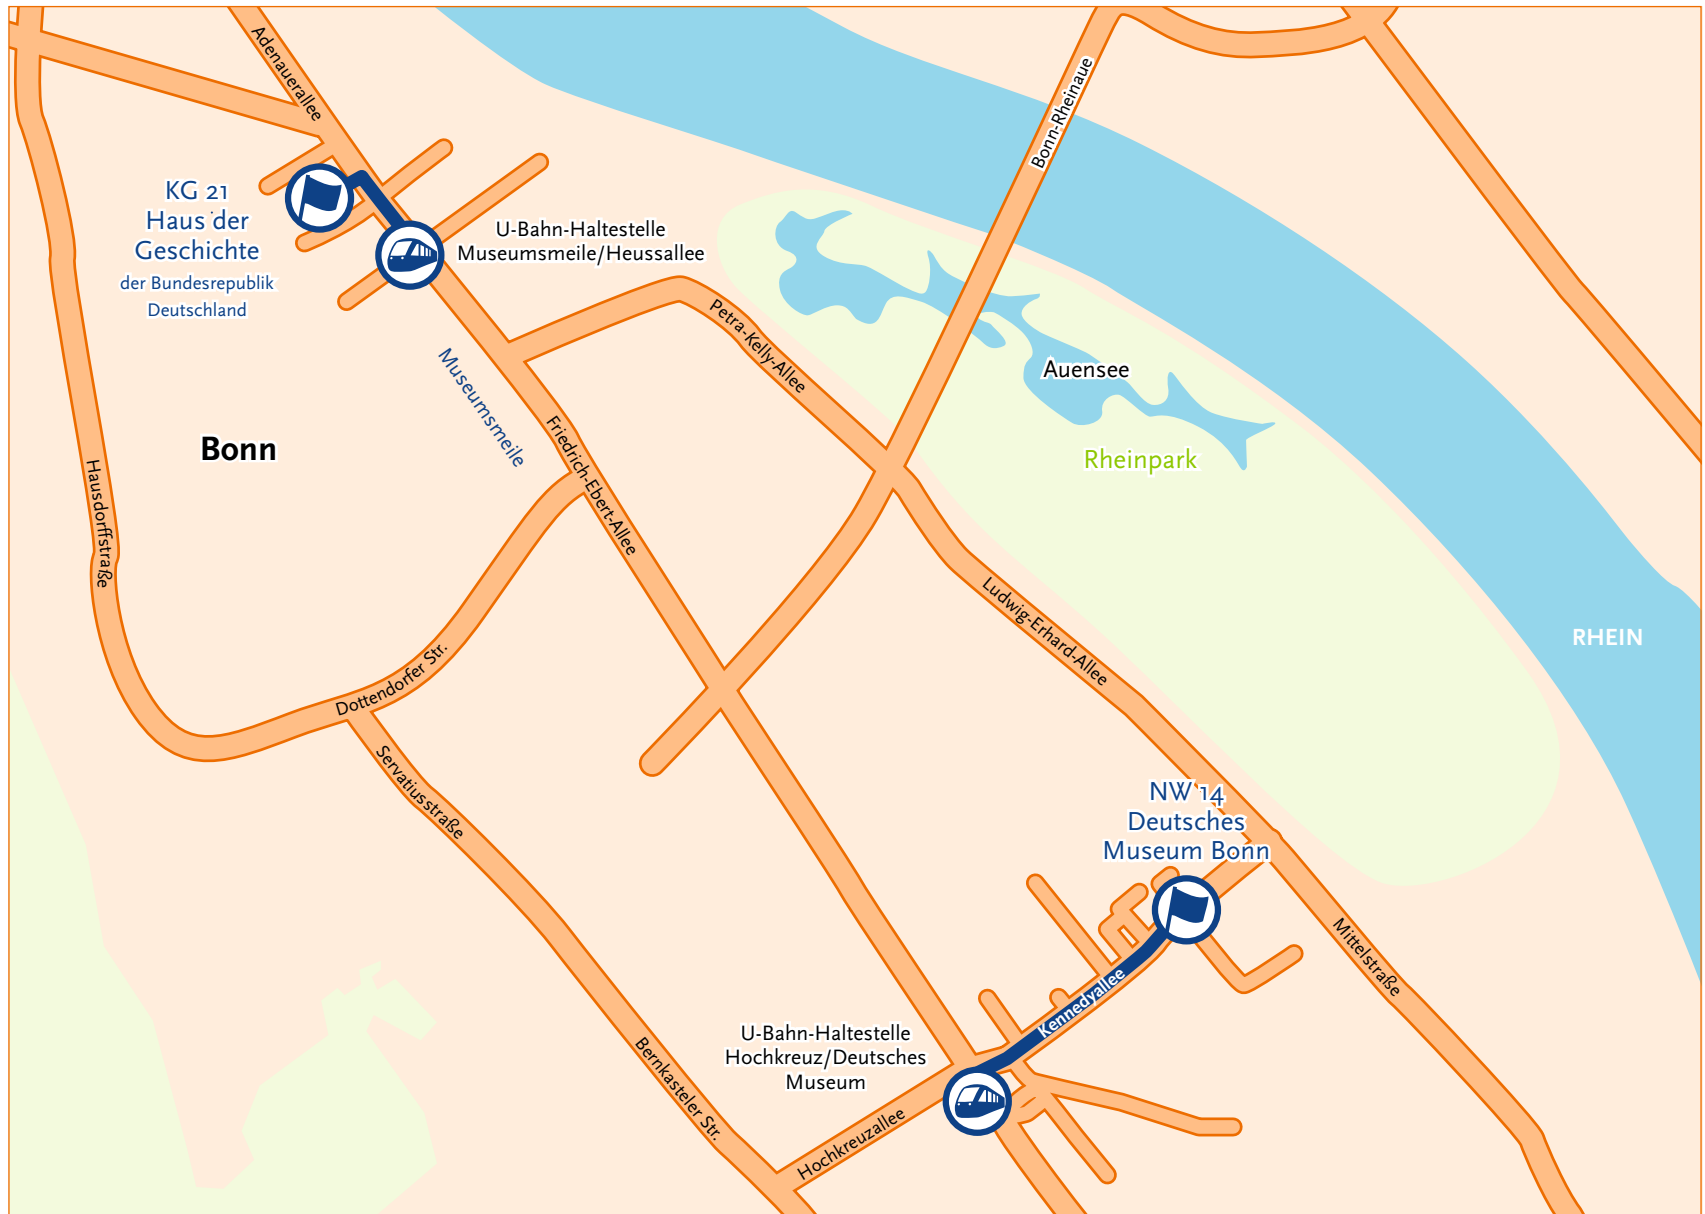 Adenauerallee
Bonn-Rheinaue
KG 21
Haus der
Geschichte
der Bundesrepublik
Deutschland
U-Bahn-Haltestelle
Museumsmeile/Heussallee
Petra-Kelly-Allee
Museumsmeile
Auensee
Bonn
Friedrich-Ebert-Allee
Rheinpark
Hausdorffstraße
Ludwig-Erhard-Allee
RHEIN
Dottendorfer Str.
Servatiusstraße
NW 14
Deutsches
Museum Bonn
Mittelstraße
Kennedyallee
U-Bahn-Haltestelle
Hochkreuz/Deutsches
Museum
Bernkasteler Str.
Hochkreuzallee